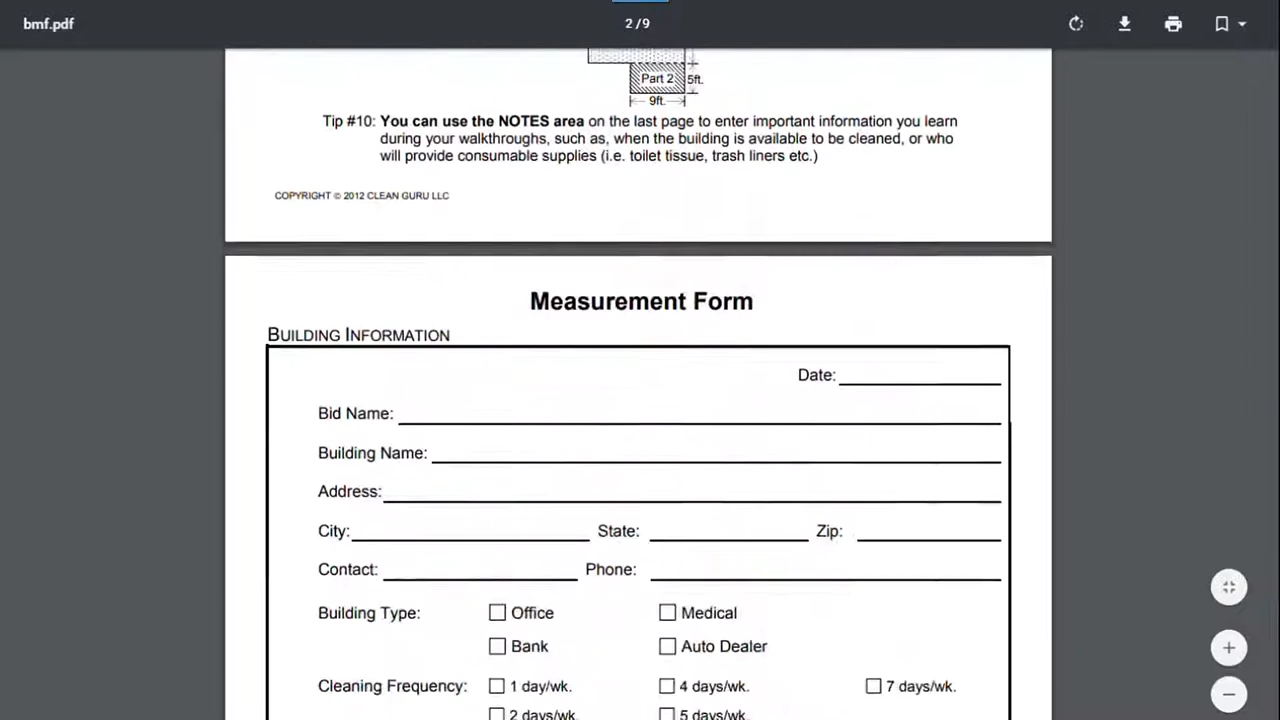 bmf.pdf
2 / 9
Part 2
5ft.
9ft.
Tip #10: You can use the NOTES area on the last page to enter important information you learn
during your walkthroughs, such as, when the building is available to be cleaned, or who
will provide consumable supplies (i.e. toilet tissue, trash liners etc.)
COPYRIGHT © 2012 CLEAN GURU LLC
Measurement Form
BUILDING INFORMATION
Date:
Bid Name:
Building Name:
Address:
City: State: Zip:
Contact: Phone:
Building Type: Office Medical
Bank Auto Dealer
Cleaning Frequency: 1 day/wk. 4 days/wk. 7 days/wk.
2 days/wk. 5 days/wk.